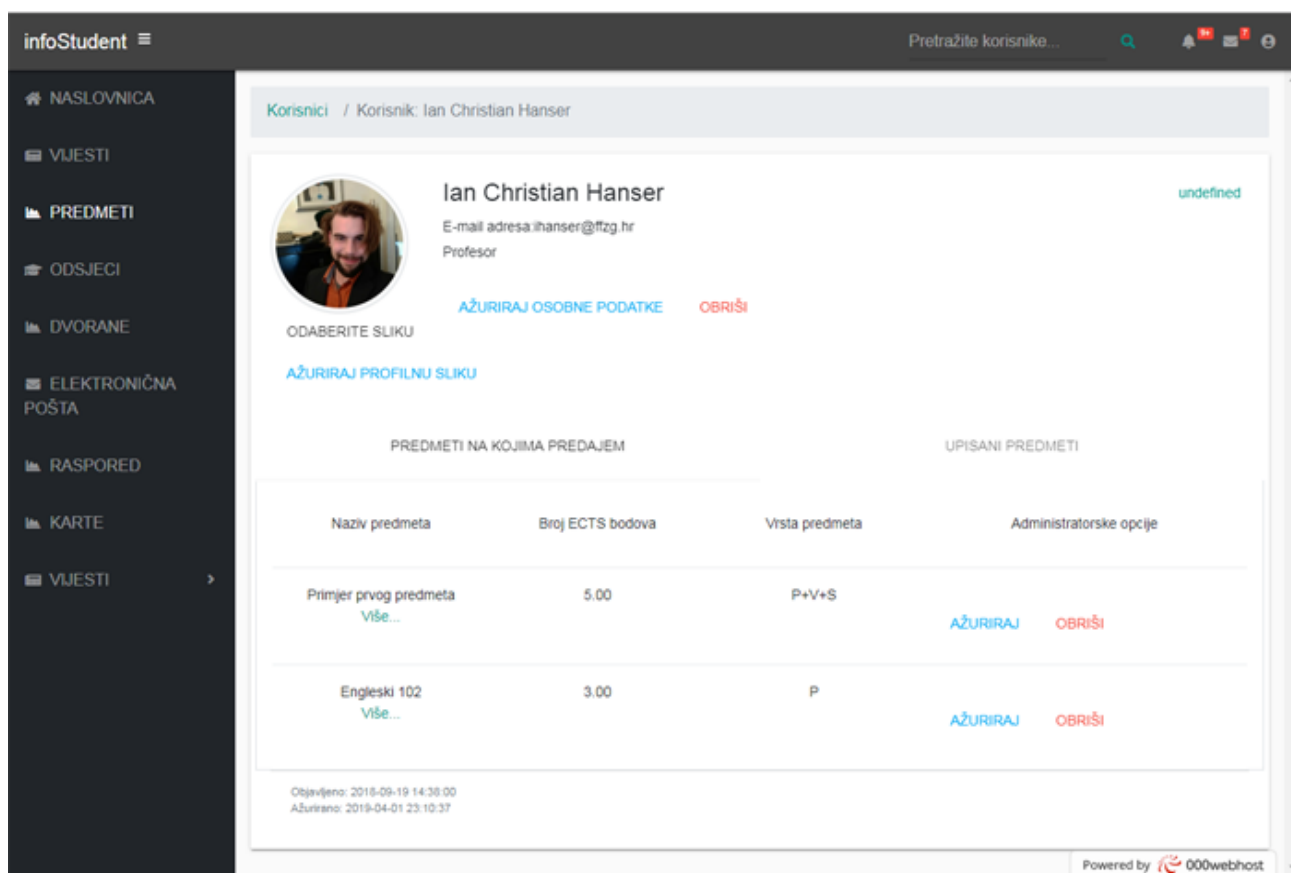 infoStudent
Pretražite korisnike...
9+
7
NASLOVNICA
VIJESTI
PREDMETI
ODSJECI
DVORANE
ELEKTRONIČNA
POŠTA
RASPORED
KARTE
VIJESTI
Korisnici / Korisnik: Ian Christian Hanser
Ian Christian Hanser
undefined
E-mail adresa:ihanser@ffzg.hr
Profesor
AŽURIRAJ OSOBNE PODATKE OBRIŠI
ODABERITE SLIKU
AŽURIRAJ PROFILNU SLIKU
PREDMETI NA KOJIMA PREDAJEM UPISANI PREDMETI
Naziv predmeta Broj ECTS bodova Vrsta predmeta Administratorske opcije
Primjer prvog predmeta 5.00 P+V+S
Više...
AŽURIRAJ OBRIŠI
Engleski 102 3.00 P
Više...
AŽURIRAJ OBRIŠI
Objavljeno: 2018-09-19 14:38:00
Ažurirano: 2019-04-01 23:10:37
Powered by 000webhost